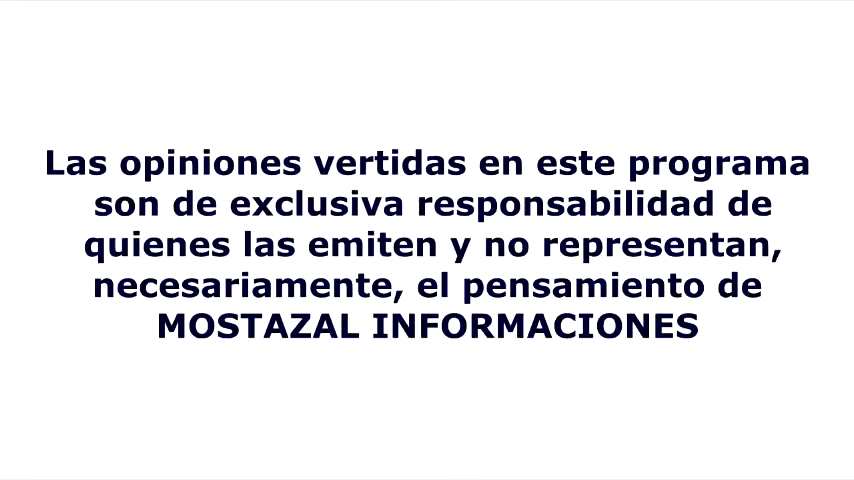 Las opiniones vertidas en este programa
son de exclusiva responsabilidad de
quienes las emiten y no representan,
necesariamente, el pensamiento de
MOSTAZAL INFORMACIONES